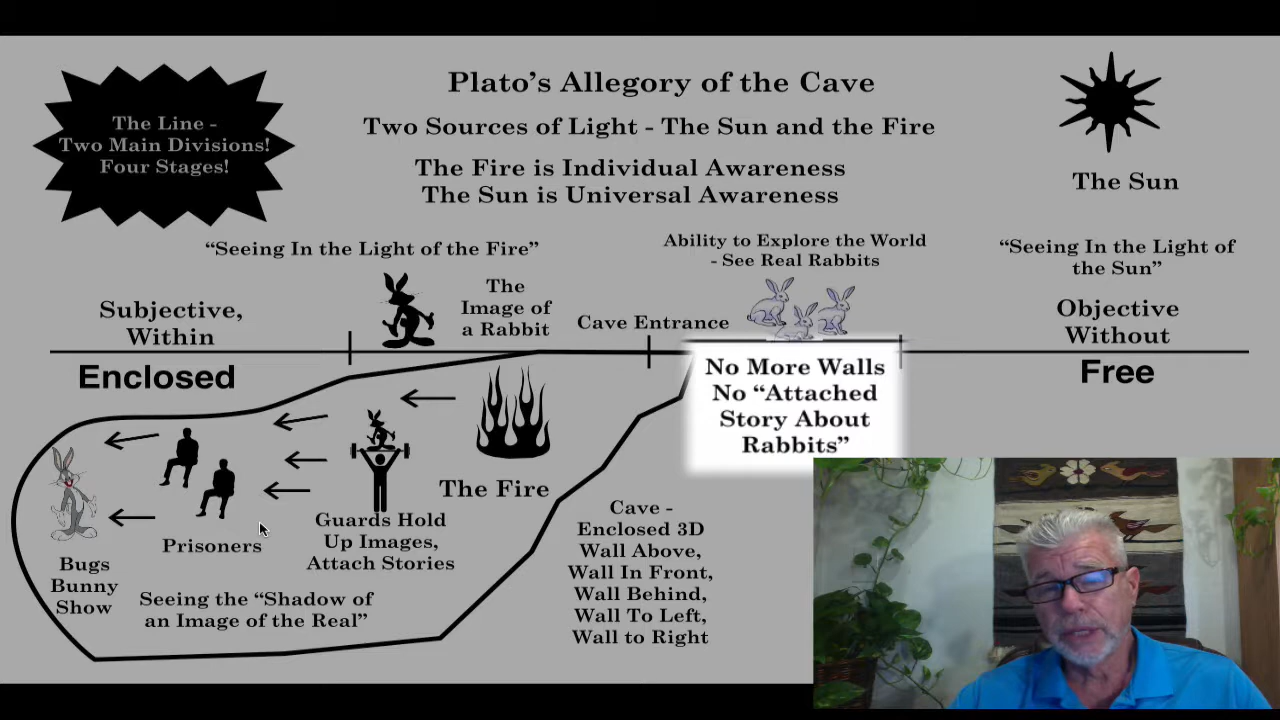 The Line -
Two Main Divisions!
Four Stages!
Plato's Allegory of the Cave
Two Sources of Light - The Sun and the Fire
The Fire is Individual Awareness
The Sun is Universal Awareness
The Sun
"Seeing In the Light of the Fire"
Ability to Explore the World
- See Real Rabbits
"Seeing In the Light of
the Sun"
Subjective,
Within
The
Image of
a Rabbit
Cave Entrance
Objective
Without
Enclosed
No More Walls
No "Attached
Story About
Rabbits"
Free
The Fire
Guards Hold
Up Images,
Attach Stories
Prisoners
Bugs
Bunny
Show
Seeing the "Shadow of
an Image of the Real"
Cave -
Enclosed 3D
Wall Above,
Wall In Front,
Wall Behind,
Wall To Left,
Wall to Right